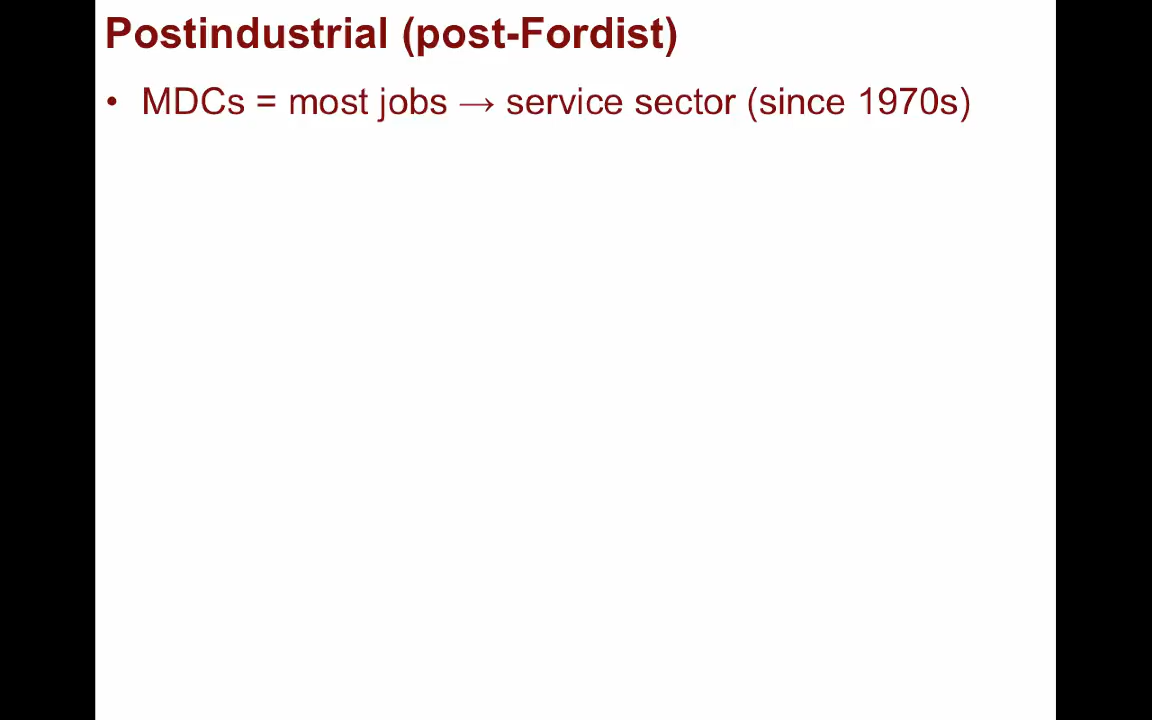 Postindustrial (post-Fordist)
• MDCs = most jobs → service sector (since 1970s)